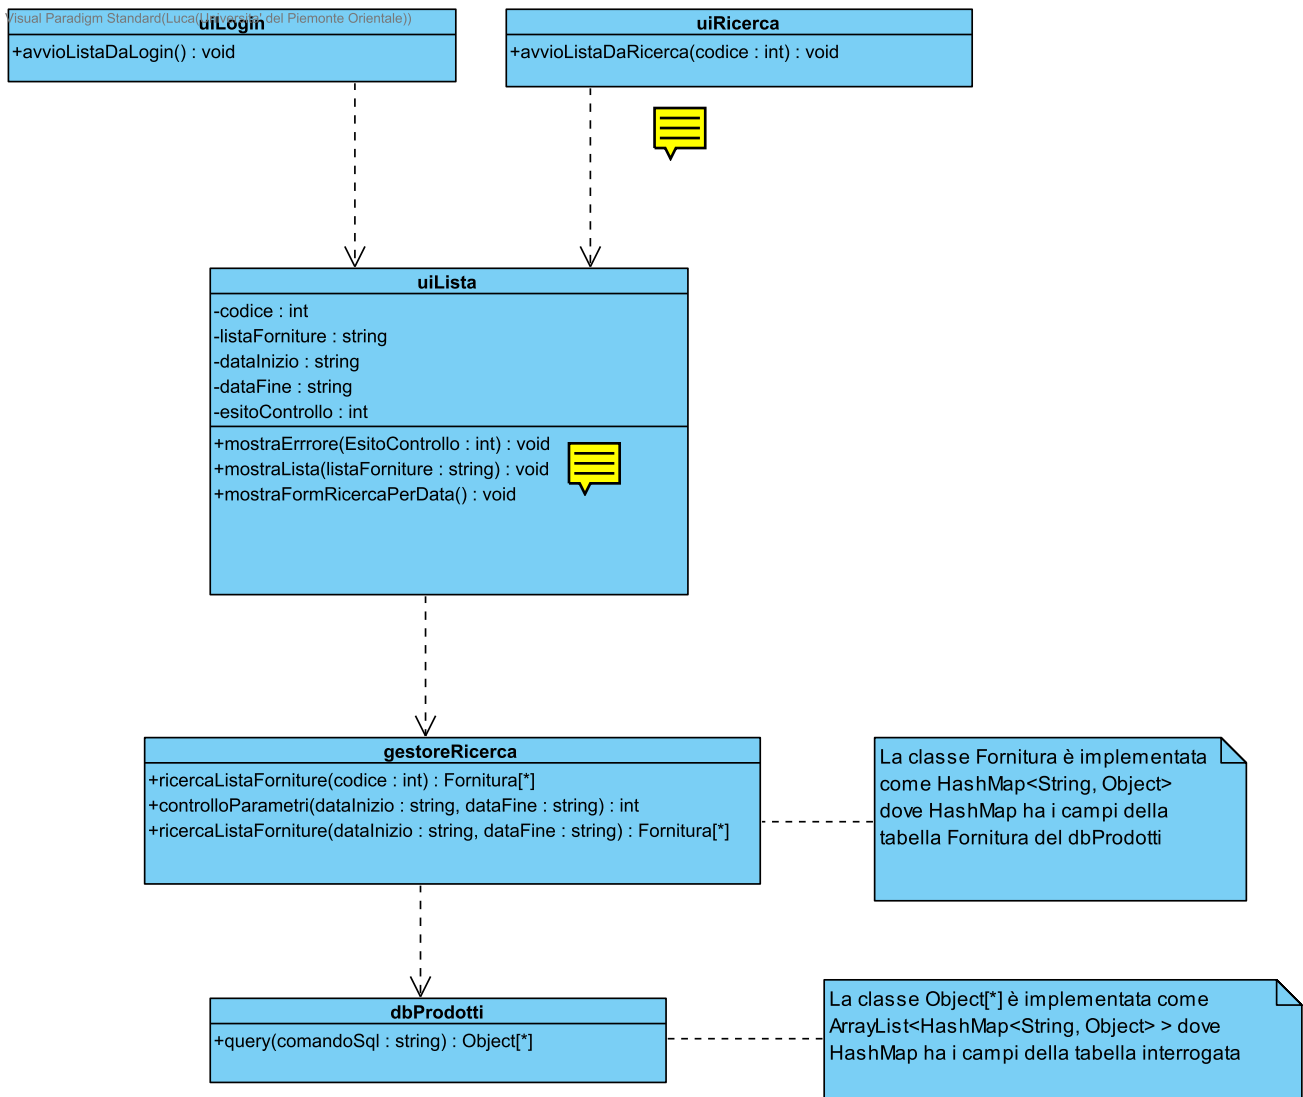 Visual Paradigm Standard(Luca(Universita' del Piemonte Orientale))
uiLogin
+avvioListaDaLogin() : void
uiRicerca
+avvioListaDaRicerca(codice : int) : void
uiLista
-codice : int
-listaForniture : string
-dataInizio : string
-dataFine : string
-esitoControllo : int
+mostraErrrore(EsitoControllo : int) : void
+mostraLista(listaForniture : string) : void
+mostraFormRicercaPerData() : void
gestoreRicerca
+ricercaListaForniture(codice : int) : Fornitura[*]
+controlloParametri(dataInizio : string, dataFine : string) : int
+ricercaListaForniture(dataInizio : string, dataFine : string) : Fornitura[*]
La classe Fornitura è implementata
come HashMap<String, Object>
dove HashMap ha i campi della
tabella Fornitura del dbProdotti
dbProdotti
+query(comandoSql : string) : Object[*]
La classe Object[*] è implementata come
ArrayList<HashMap<String, Object> > dove
HashMap ha i campi della tabella interrogata